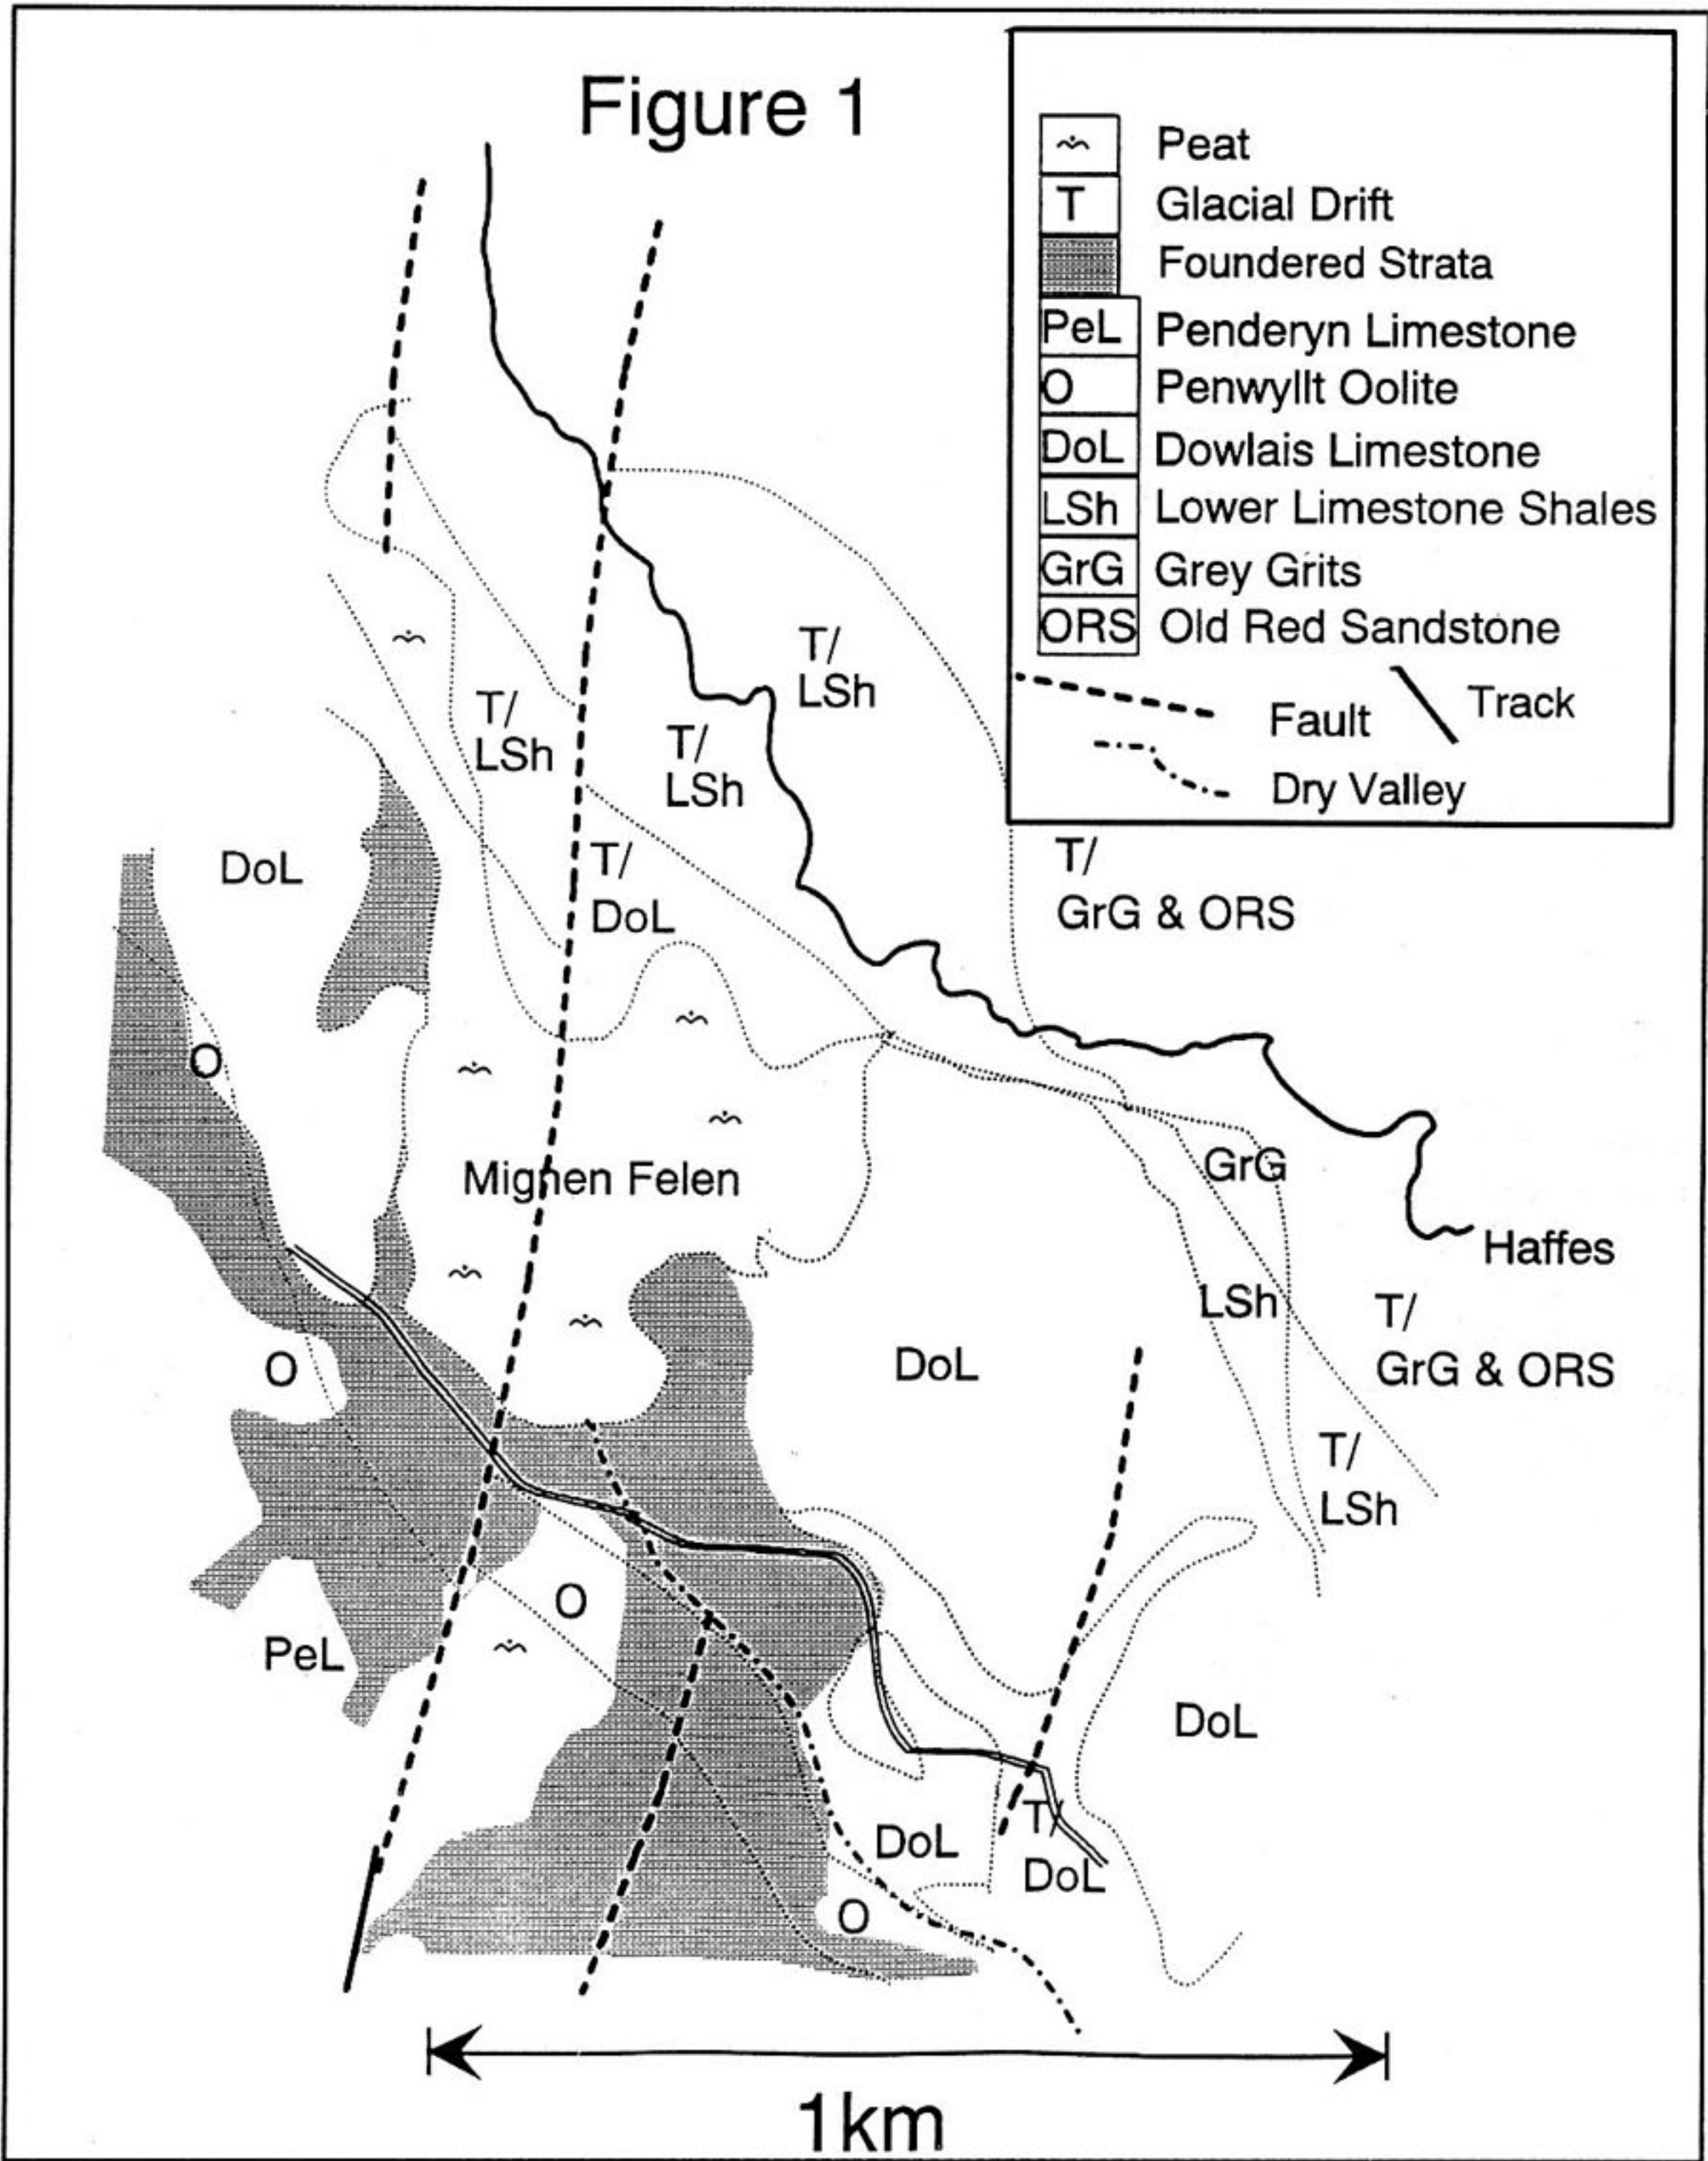 Figure 1
Peat
T Glacial Drift
Foundered Strata
PeL Penderyn Limestone
O Penwyllt Oolite
DoL Dowlais Limestone
LSh Lower Limestone Shales
GrG Grey Grits
ORS Old Red Sandstone
Fault
Track
Dry Valley
T/
LSh
T/
LSh
T/
LSh
T/
DoL
DoL
T/
GrG & ORS
O
Mignen Felen
GrG
Haffes
LSh
T/
GrG & ORS
O
DoL
T/
LSh
O
PeL
DoL
DoL
T/
DoL
O
1km